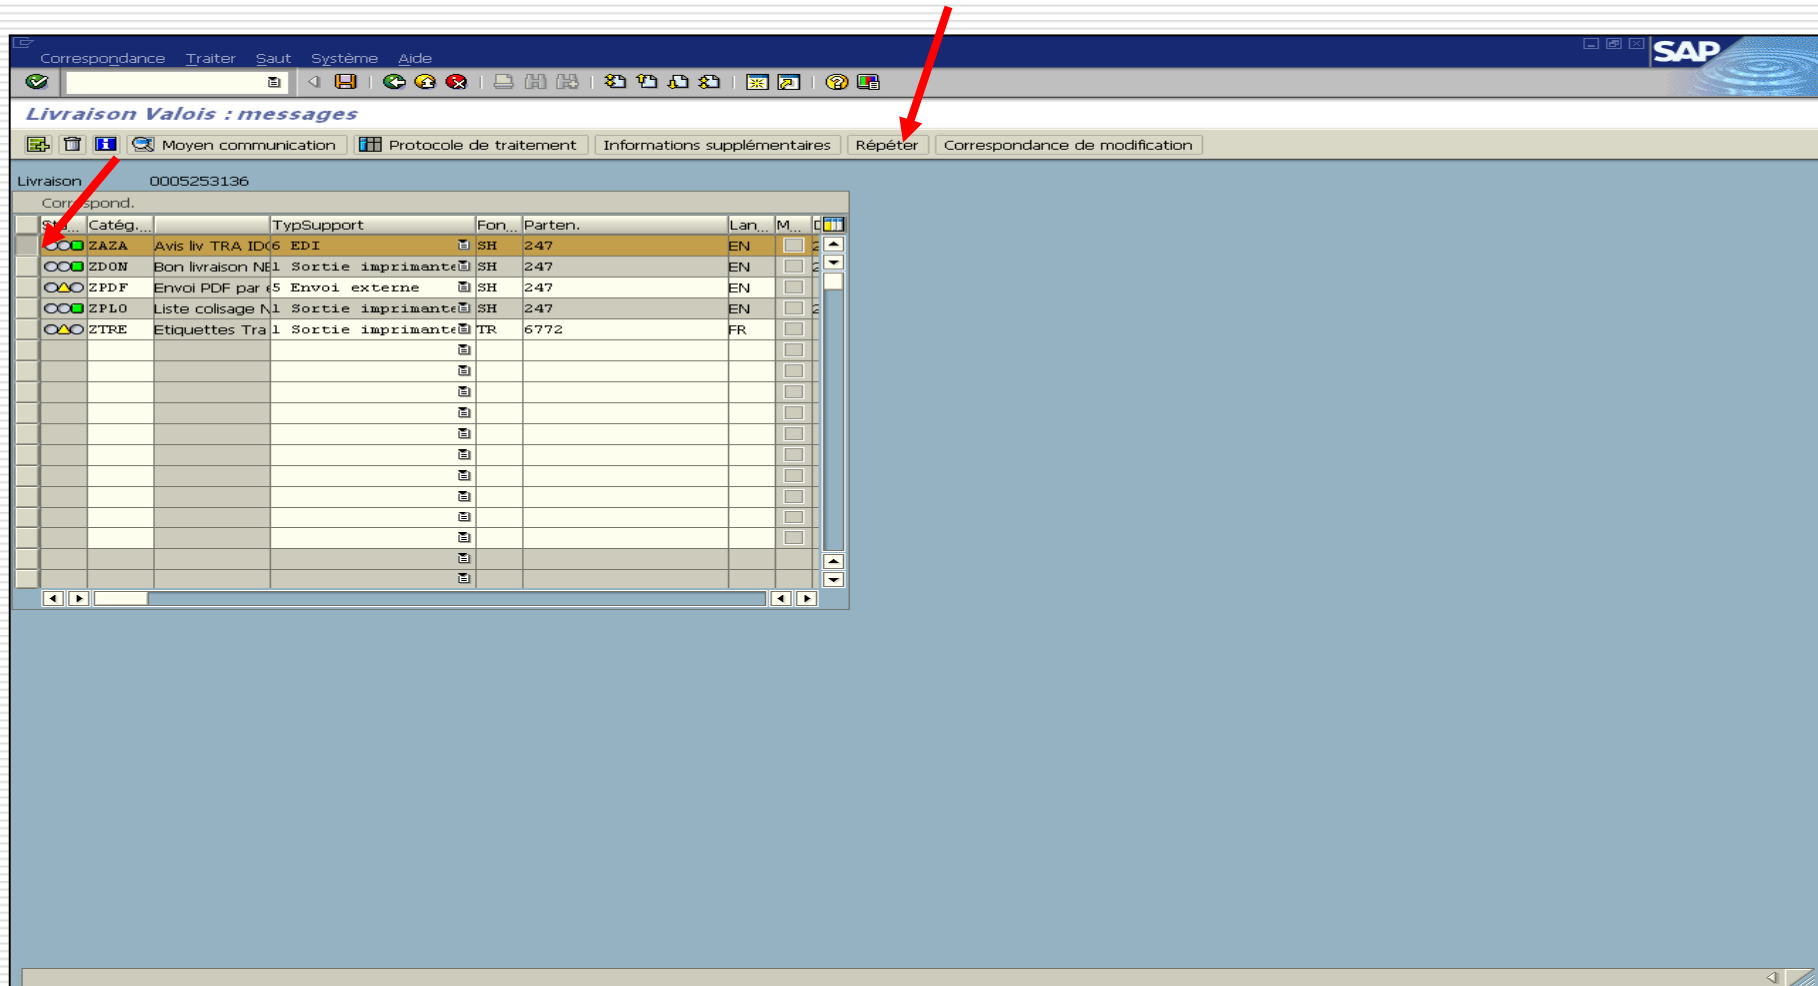 Correspondance Traiter Saut Système Aide
SAP
Livraison Valois : messages
Moyen communication Protocole de traitement Informations supplémentaires Répéter Correspondance de modification
Livraison 0005253136
Correspond.
Sta... Catég.... TypSupport Fon... Parten. Lan... M... D
ZAZA Avis liv TRA IDO 6 EDI SH 247 EN
ZDON Bon livraison NE 1 Sortie imprimante SH 247 EN
ZPDF Envoi PDF par e 5 Envoi externe SH 247 EN
ZPLO Liste colisage N 1 Sortie imprimante SH 247 EN
ZTRE Etiquettes Tra 1 Sortie imprimante TR 6772 FR